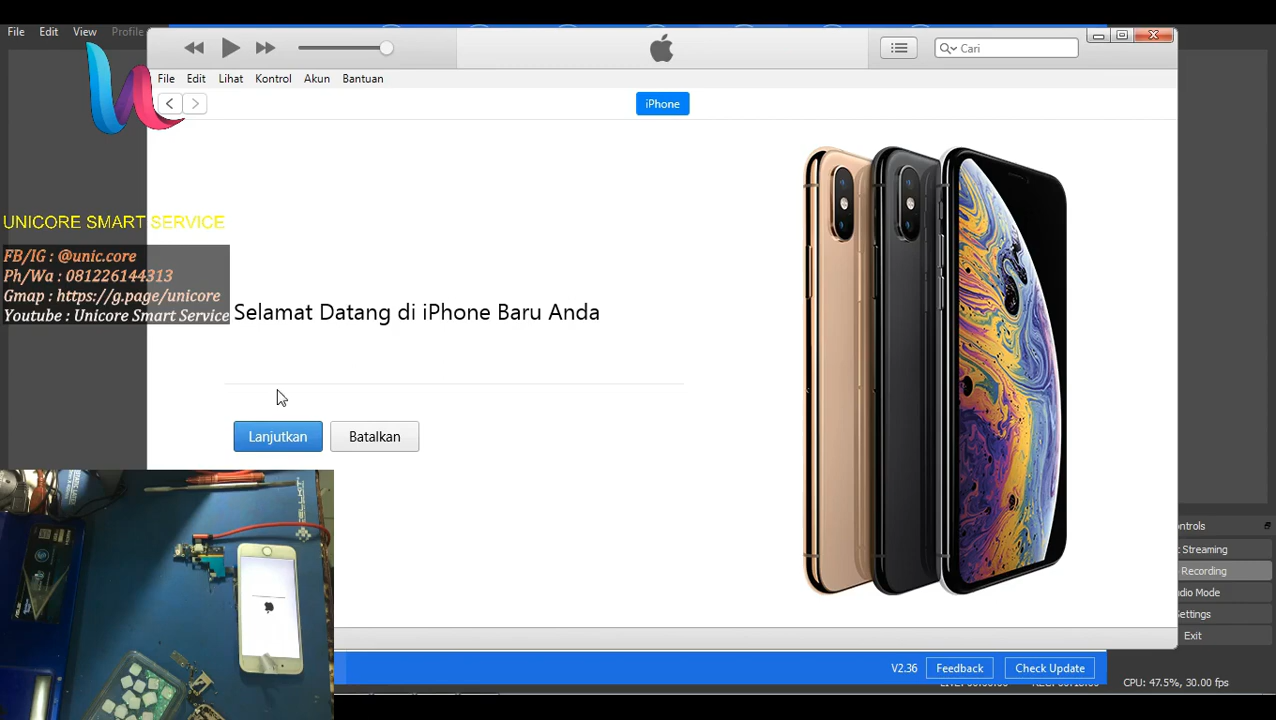 File Edit View Profile
Cari
File Edit Lihat Kontrol Akun Bantuan
iPhone
UNICORE SMART SERVICE
FB/IG : @unic.core
Ph/Wa : 081226144313
Gmap : https://g.page/unicore
Youtube : Unicore Smart Service
Selamat Datang di iPhone Baru Anda
Lanjutkan Batalkan
ontrols
t Streaming
Recording
udio Mode
Settings
Exit
V2.36 Feedback Check Update
CPU: 47.5%, 30.00 fps